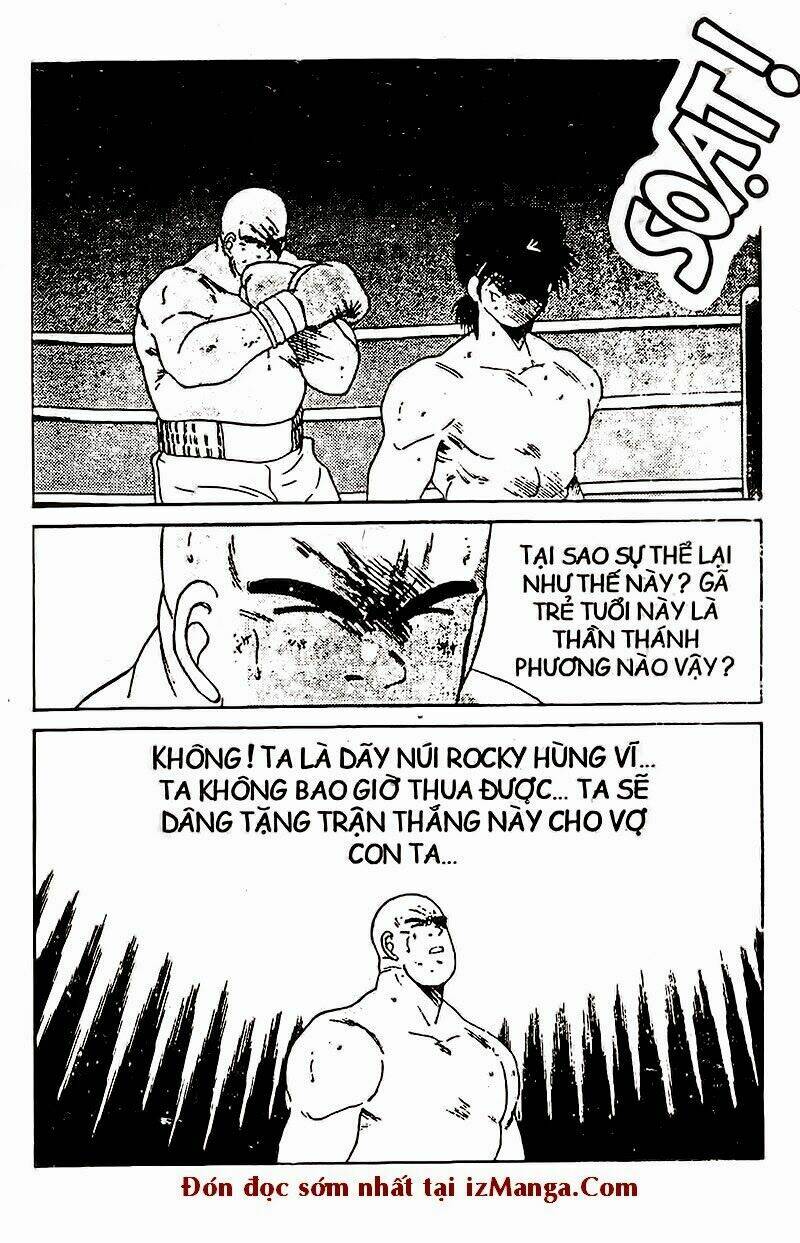 SOẠT!
TẠI SAO SỰ THỂ LẠI
NHƯ THẾ NÀY? GÃ
TRẺ TUỔI NÀY LÀ
THẦN THÁNH
PHƯƠNG NÀO VẬY?
KHÔNG! TA LÀ DÃY NÚI ROCKY HÙNG VĨ...
TA KHÔNG BAO GIỜ THUA ĐƯỢC... TA SẼ
DÂNG TẶNG TRẬN THẮNG NÀY CHO VỢ
CON TA...
Đón đọc sớm nhất tại izManga.Com